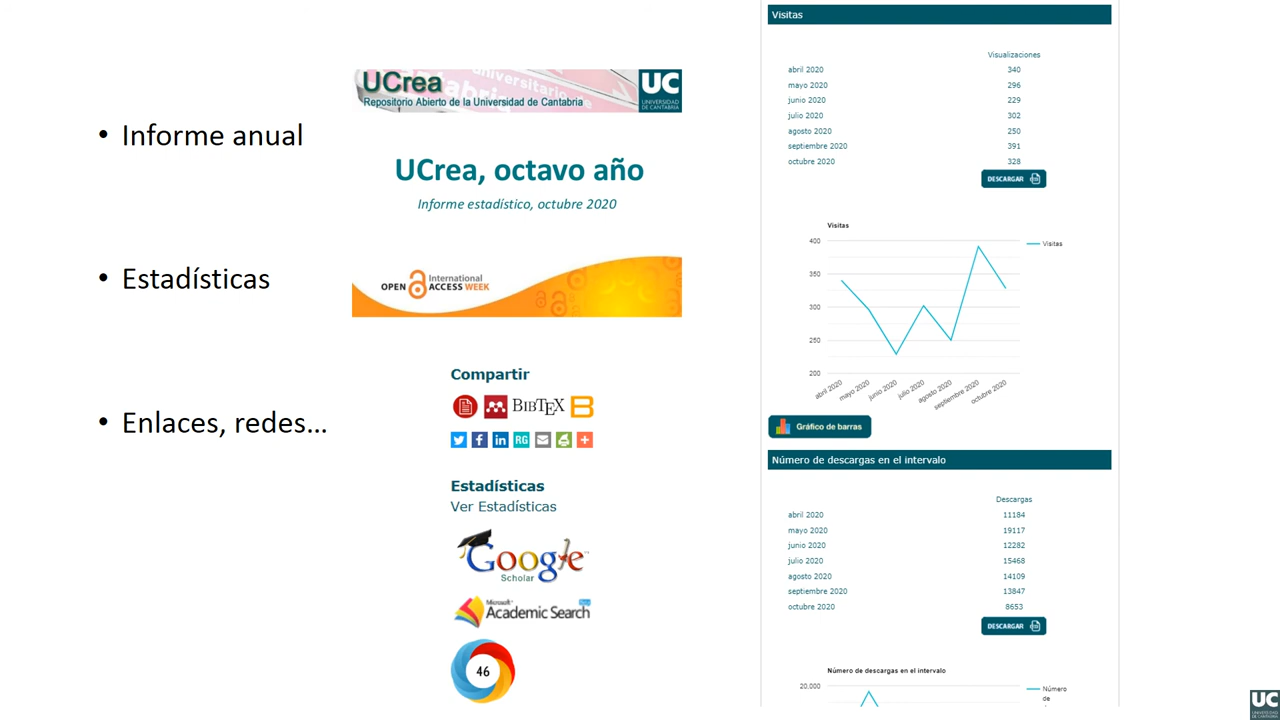 • Informe anual
• Estadísticas
• Enlaces, redes...
UCrea
Repositorio Abierto de la Universidad de Cantabria
universitario
UC
UNIVERSIDAD
DE CANTABRIA
UCrea, octavo año
Informe estadístico, octubre 2020
OPEN ACCESS WEEK
International
Compartir
BIBTEX
RG
Estadísticas
Ver Estadísticas
Google
Scholar
Microsoft
Academic Search
46
Visitas
Visualizaciones
abril 2020 340
mayo 2020 296
junio 2020 229
julio 2020 302
agosto 2020 250
septiembre 2020 391
octubre 2020 328
DESCARGAR
Visitas
400
350
300
250
200
Visitas
abril 2020
mayo 2020
junio 2020
julio 2020
agosto 2020
septiembre 2020
octubre 2020
Gráfico de barras
Número de descargas en el intervalo
Descargas
abril 2020 11184
mayo 2020 19117
junio 2020 12282
julio 2020 15468
agosto 2020 14109
septiembre 2020 13847
octubre 2020 8653
DESCARGAR
Número de descargas en el intervalo
20,000
Número
de
UC
UNIVERSIDAD
DE CANTABRIA